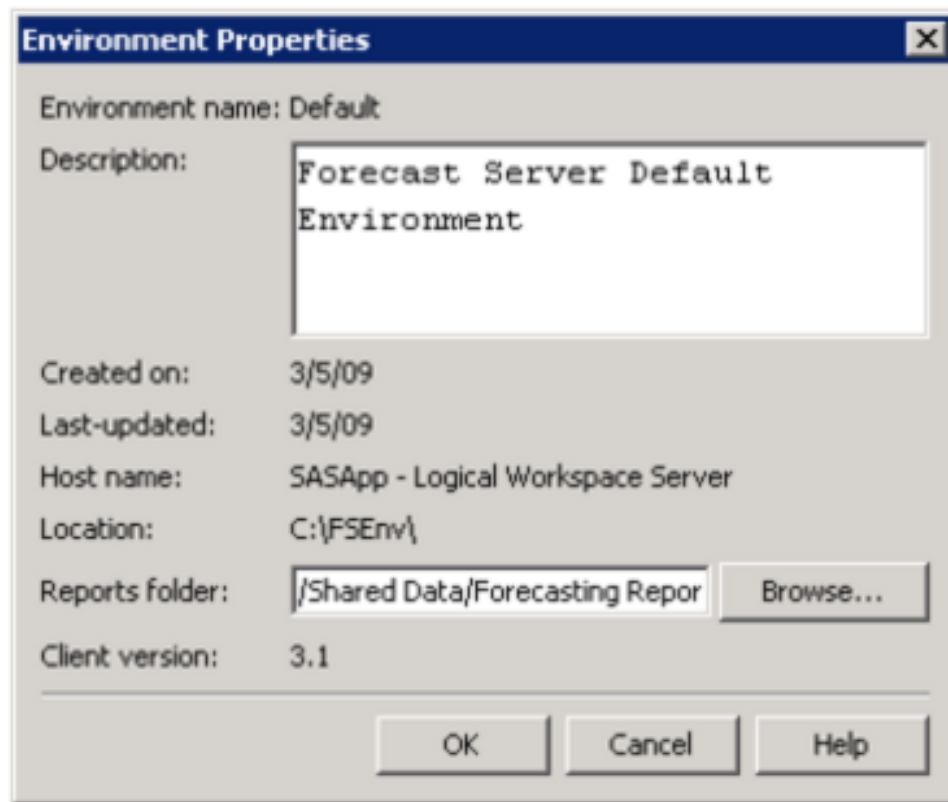 Environment Properties
Environment name: Default
Description:
Forecast Server Default
Environment
Created on: 3/5/09
Last-updated: 3/5/09
Host name: SASApp - Logical Workspace Server
Location: C:\FSEnv\
Reports folder: /Shared Data/Forecasting Repor Browse...
Client version: 3.1
OK Cancel Help